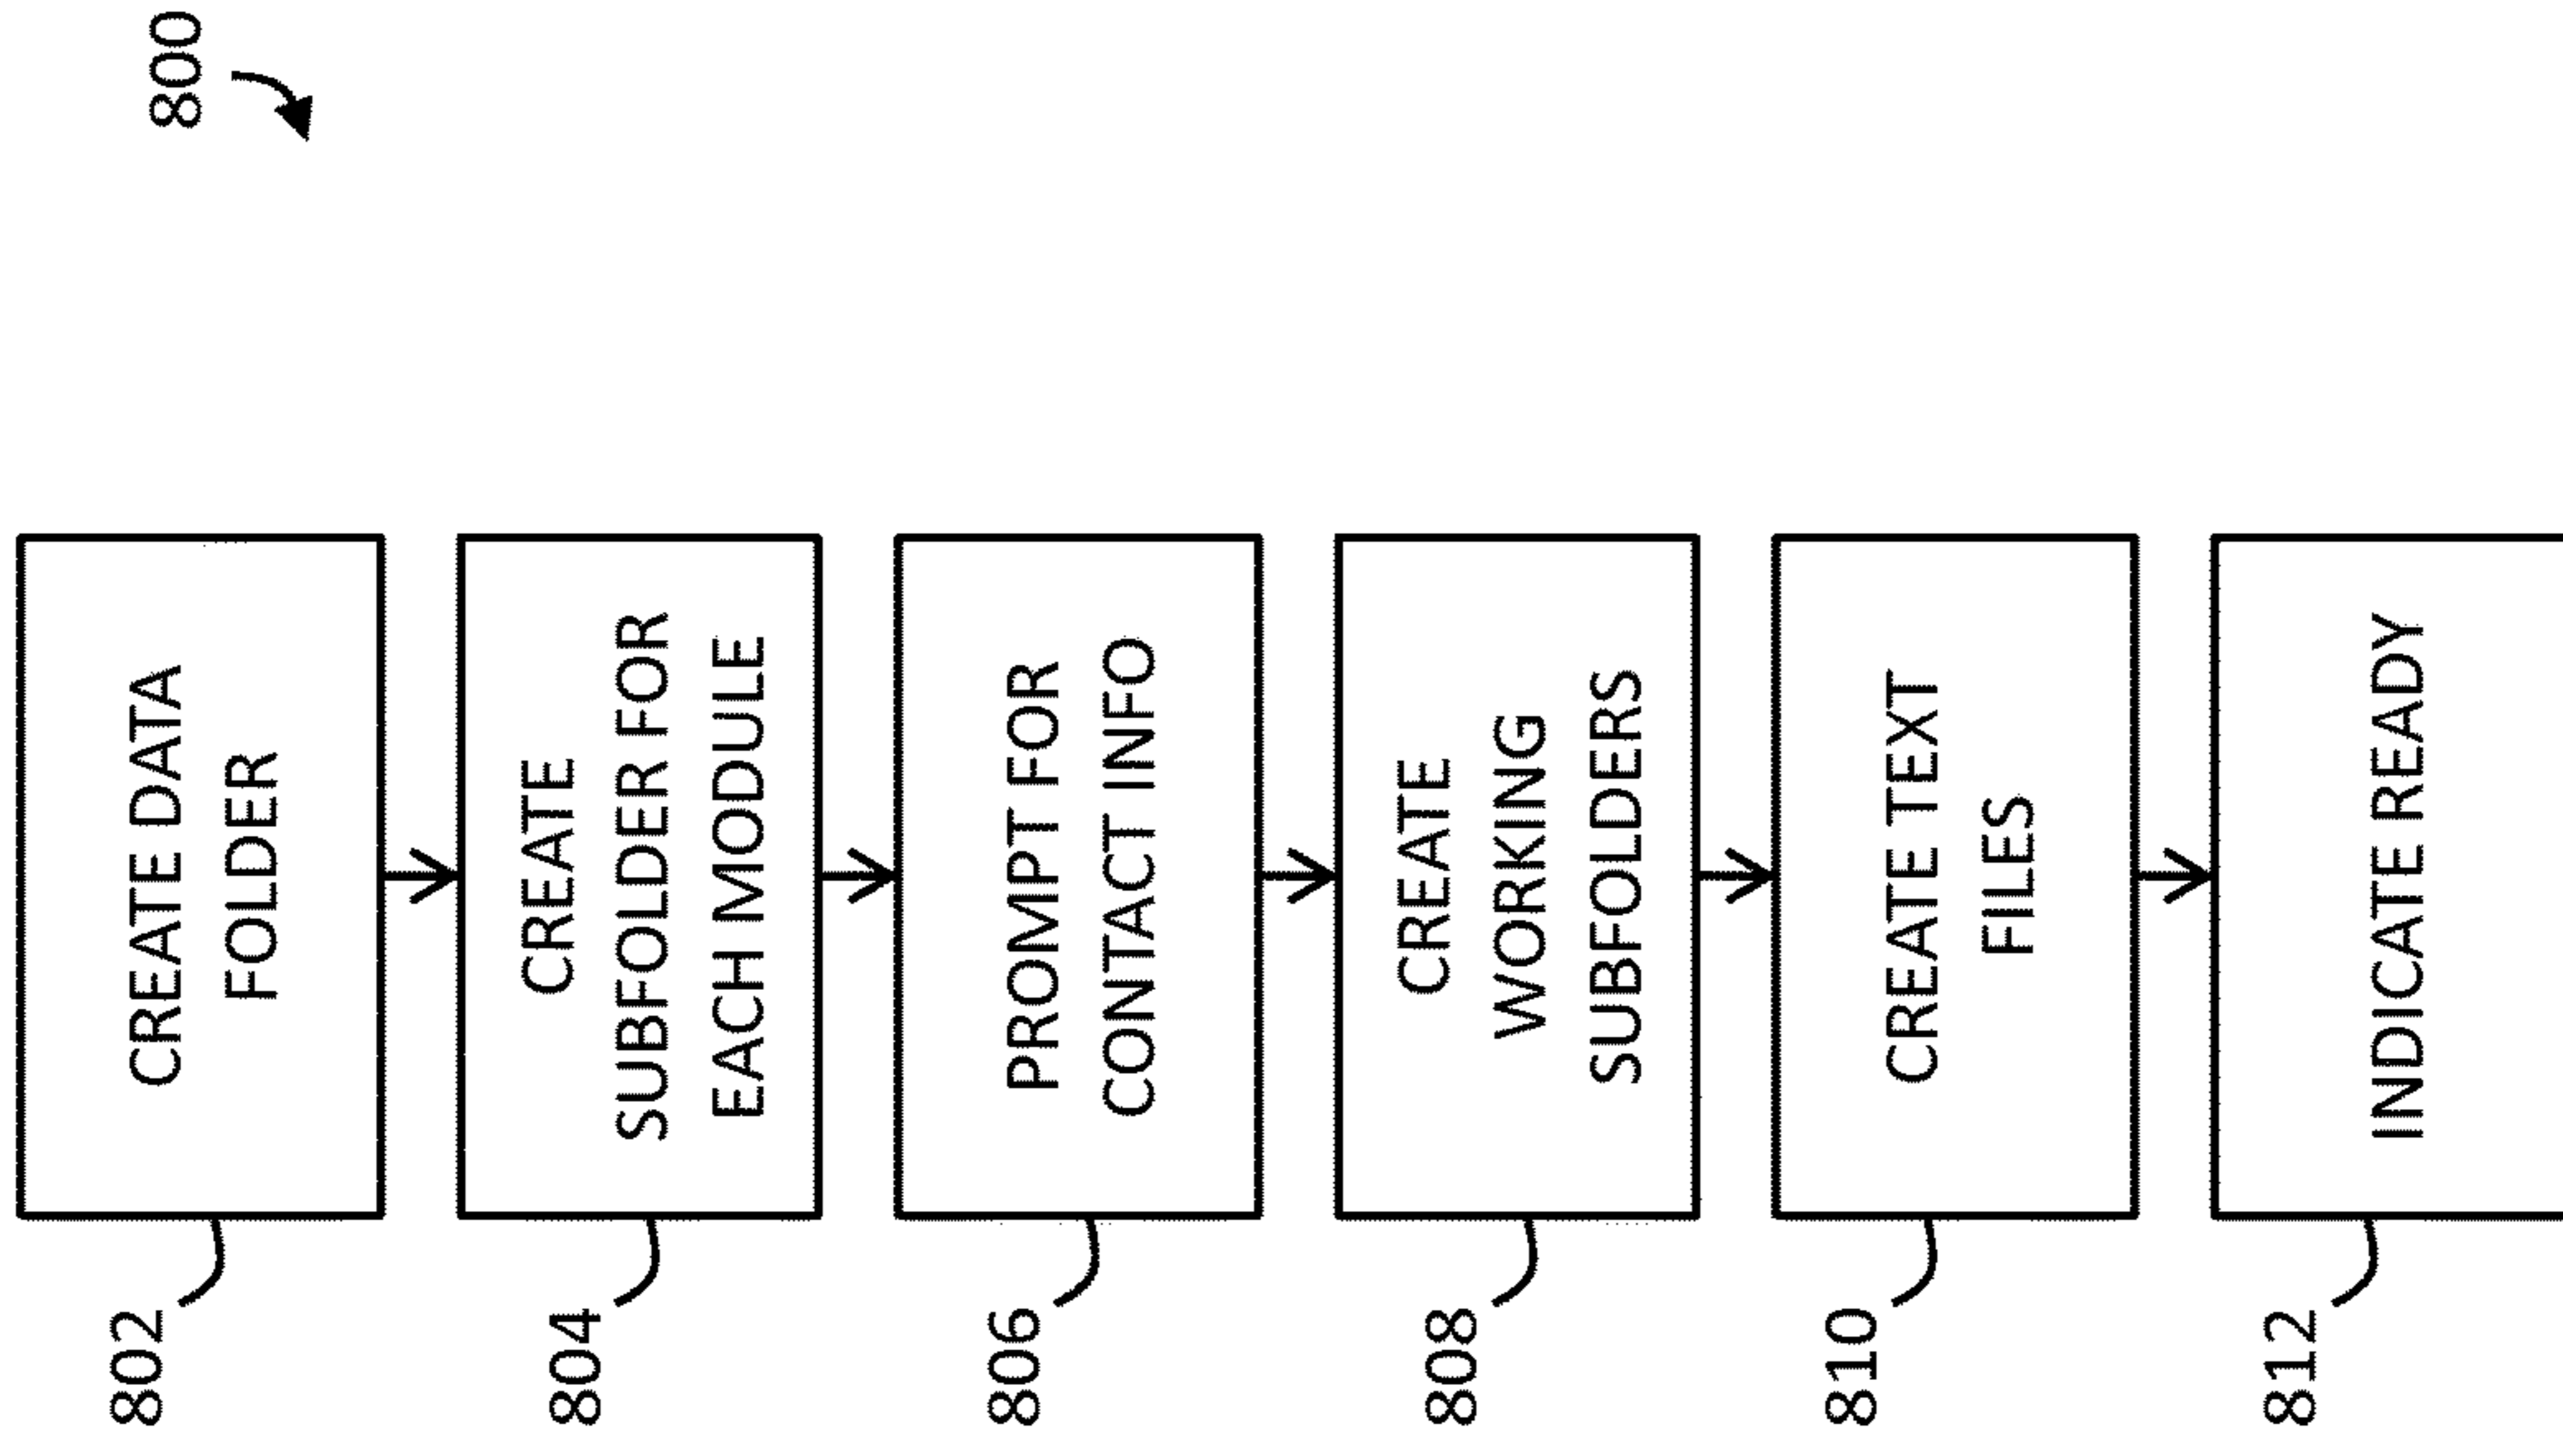 800
802
CREATE DATA
FOLDER
804
CREATE
SUBFOLDER FOR
EACH MODULE
806
PROMPT FOR
CONTACT INFO
808
CREATE
WORKING
SUBFOLDERS
810
CREATE TEXT
FILES
812
INDICATE READY